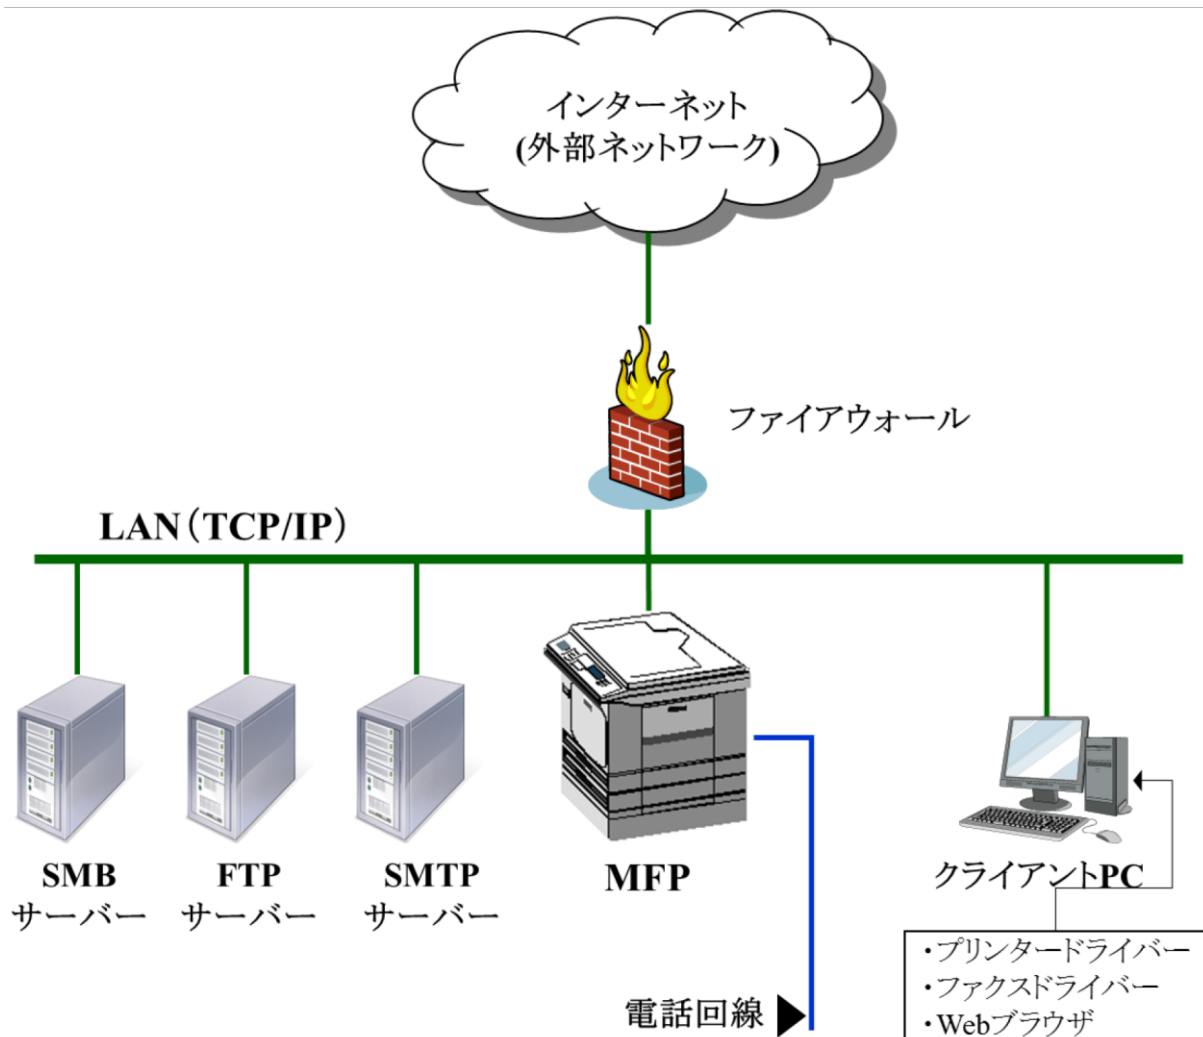 インターネット
(外部ネットワーク)
ファイアウォール
LAN（TCP/IP）
SMB
サーバー
FTP
サーバー
SMTP
サーバー
MFP
クライアントPC
・プリンタードライバー
・ファクスドライバー
・Webブラウザ
電話回線